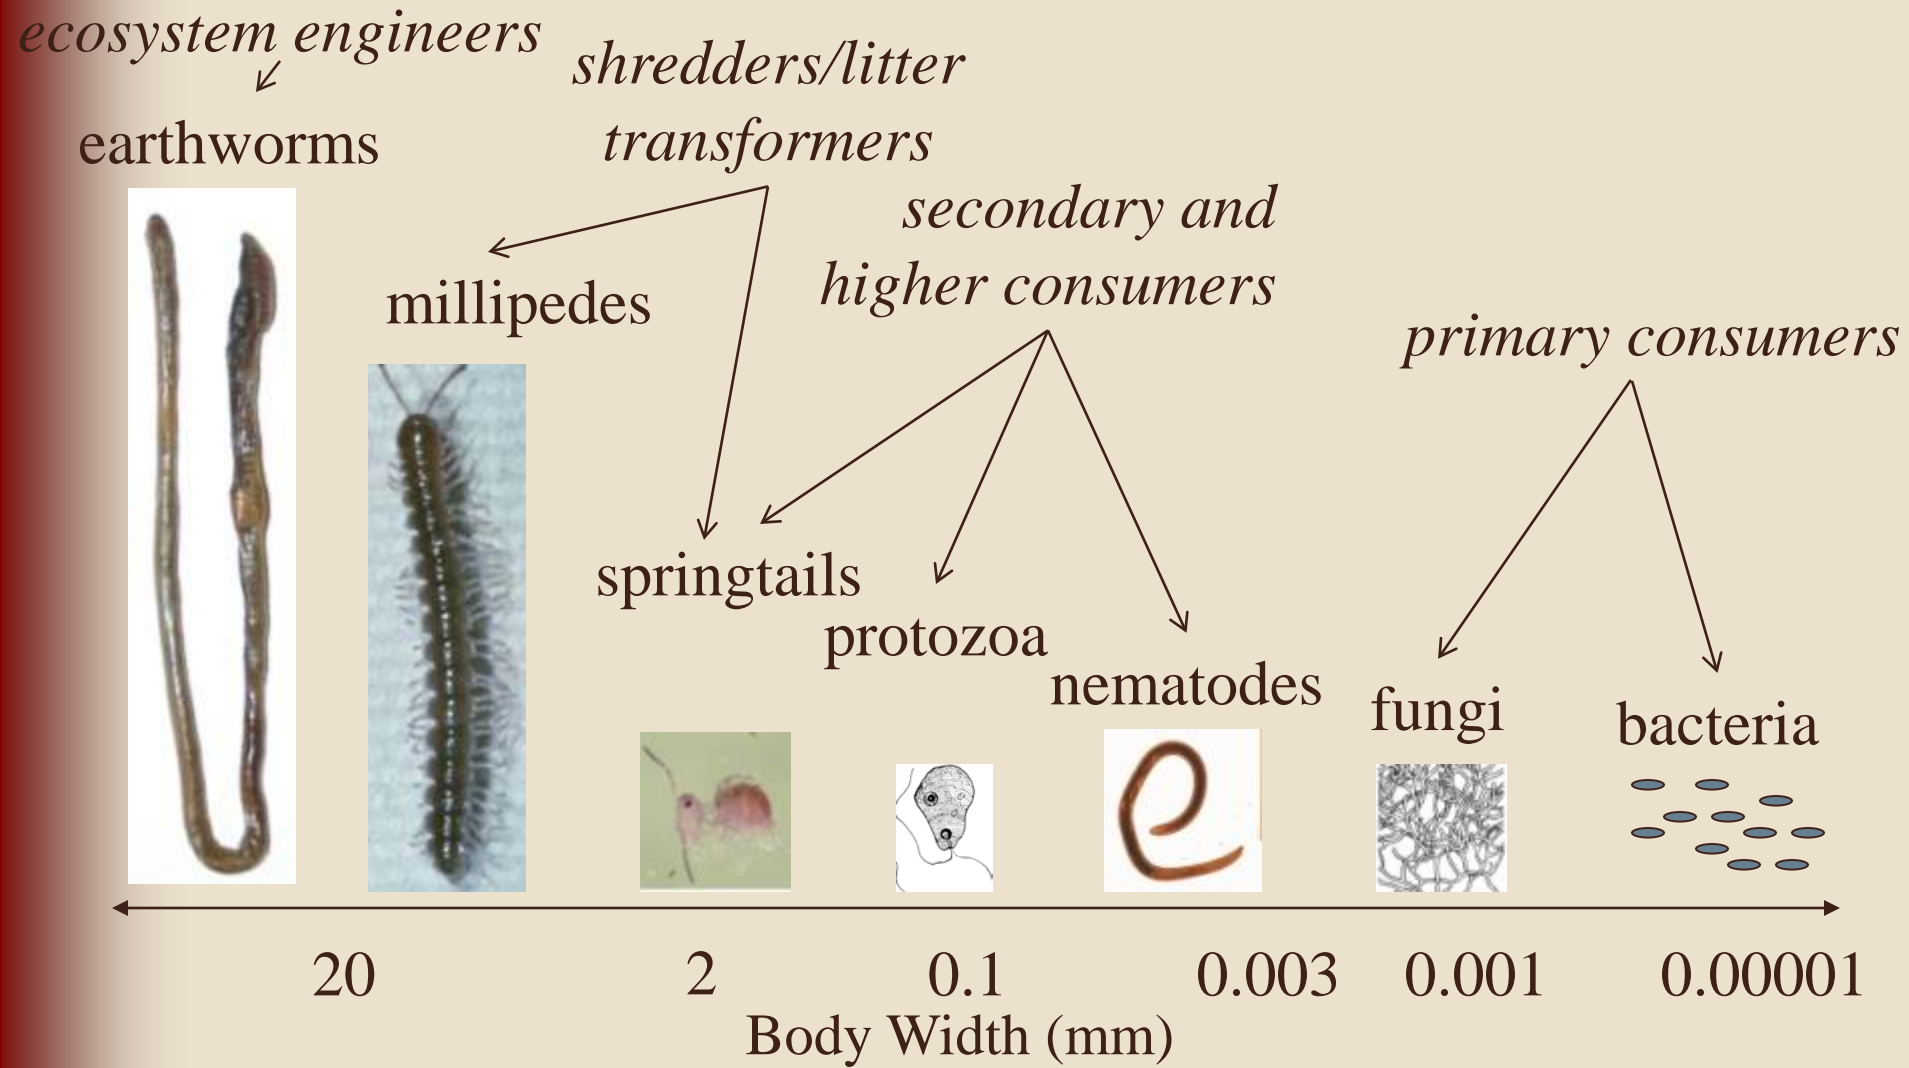 ecosystem engineers
earthworms
shredders/litter
transformers
millipedes
secondary and
higher consumers
primary consumers
springtails
protozoa
nematodes
fungi
bacteria
20 2 0.1 0.003 0.001 0.00001
Body Width (mm)